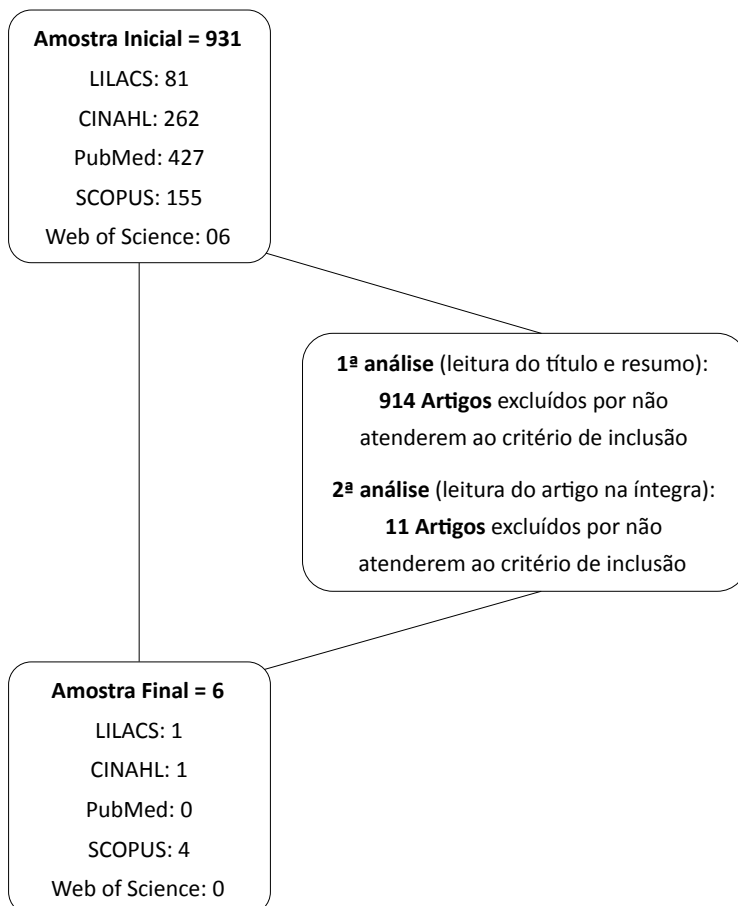 Amostra Inicial = 931
LILACS: 81
CINAHL: 262
PubMed: 427
SCOPUS: 155
Web of Science: 06
1ª análise (leitura do título e resumo):
914 Artigos excluídos por não
atenderem ao critério de inclusão
2ª análise (leitura do artigo na íntegra):
11 Artigos excluídos por não
atenderem ao critério de inclusão
Amostra Final = 6
LILACS: 1
CINAHL: 1
PubMed: 0
SCOPUS: 4
Web of Science: 0